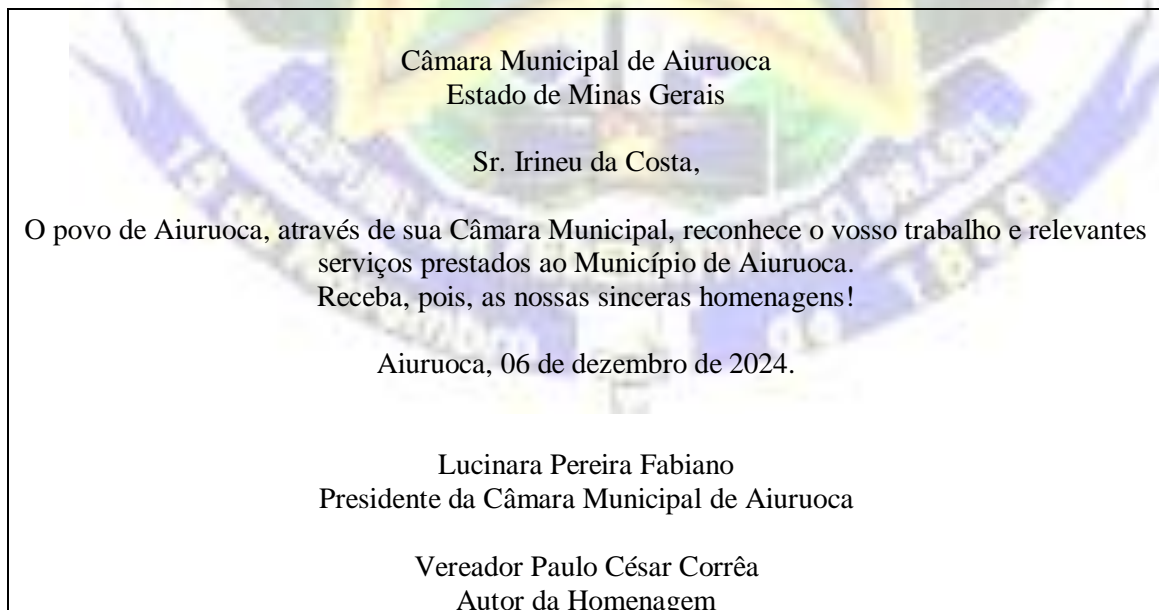 Câmara Municipal de Aiuruoca
Estado de Minas Gerais
Sr. Irineu da Costa,
O povo de Aiuruoca, através de sua Câmara Municipal, reconhece o vosso trabalho e relevantes
serviços prestados ao Município de Aiuruoca.
Receba, pois, as nossas sinceras homenagens!
Aiuruoca, 06 de dezembro de 2024.
Lucinara Pereira Fabiano
Presidente da Câmara Municipal de Aiuruoca
Vereador Paulo César Corrêa
Autor da Homenagem